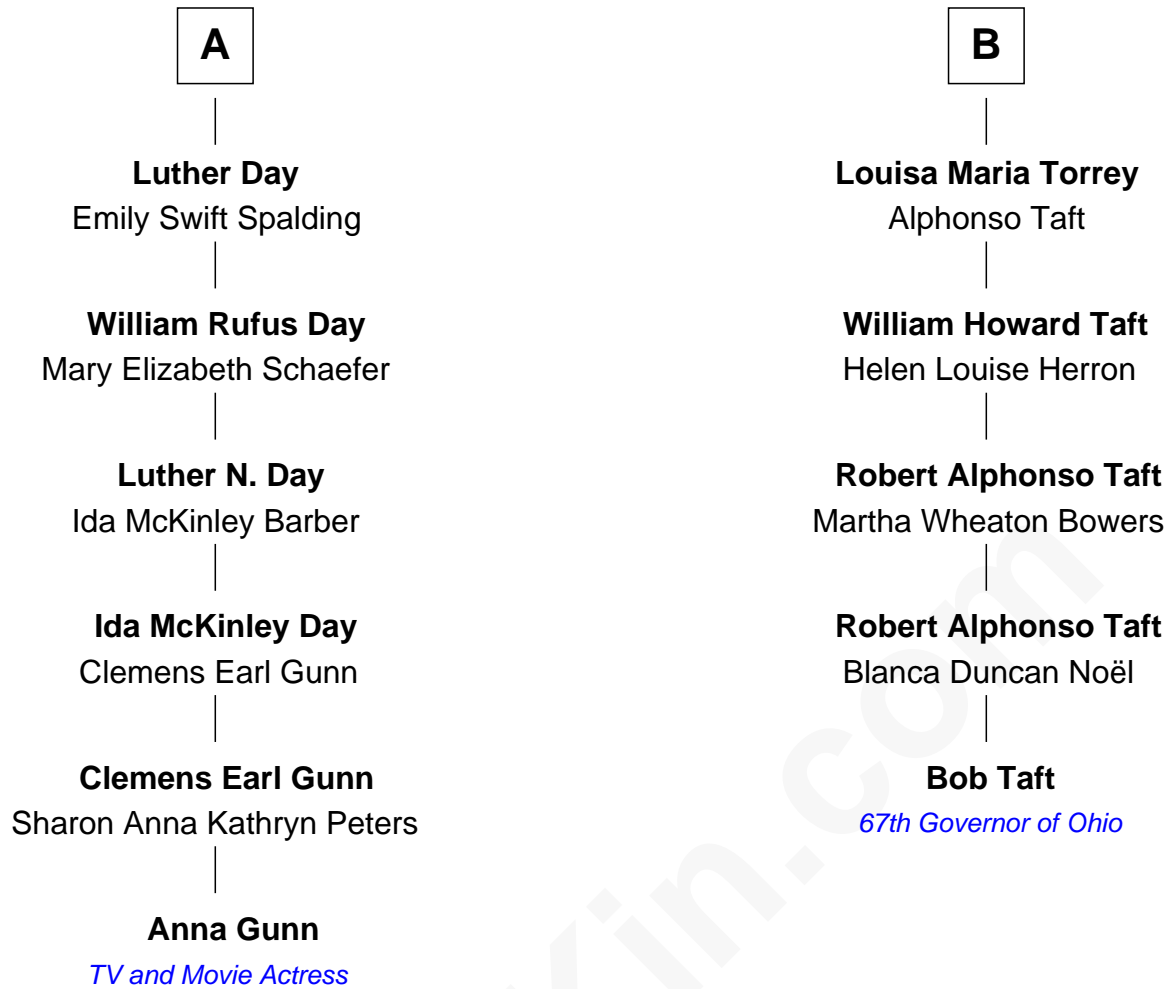 A
Luther Day
Emily Swift Spalding
William Rufus Day
Mary Elizabeth Schaefer
Luther N. Day
Ida McKinley Barber
Ida McKinley Day
Clemens Earl Gunn
Clemens Earl Gunn
Sharon Anna Kathryn Peters
Anna Gunn
TV and Movie Actress
B
Louisa Maria Torrey
Alphonso Taft
William Howard Taft
Helen Louise Herron
Robert Alphonso Taft
Martha Wheaton Bowers
Robert Alphonso Taft
Blanca Duncan Noël
Bob Taft
67th Governor of Ohio
Kin.com